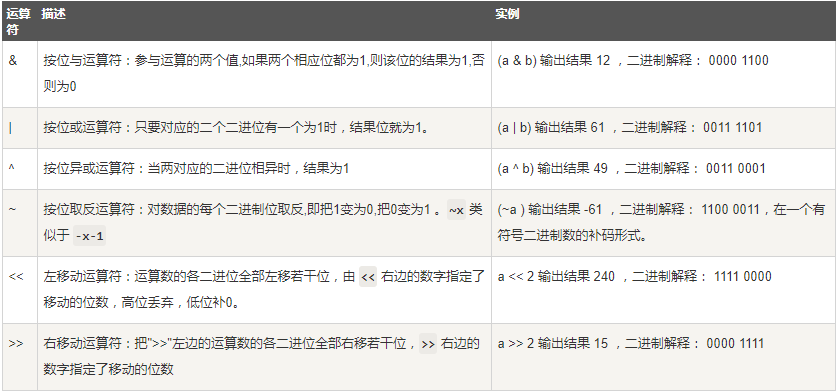 运算符 描述 实例
& 按位与运算符：参与运算的两个值,如果两个相应位都为1,则该位的结果为1,否则为0 (a & b) 输出结果 12 ，二进制解释： 0000 1100
| 按位或运算符：只要对应的二个二进位有一个为1时，结果位就为1。 (a | b) 输出结果 61 ，二进制解释： 0011 1101
^ 按位异或运算符：当两对应的二进位相异时，结果为1 (a ^ b) 输出结果 49 ，二进制解释： 0011 0001
~ 按位取反运算符：对数据的每个二进制位取反,即把1变为0,把0变为1 。~x 类似于 -x-1 (~a ) 输出结果 -61 ，二进制解释： 1100 0011，在一个有符号二进制数的补码形式。
<< 左移动运算符：运算数的各二进位全部左移若干位，由 << 右边的数字指定了移动的位数，高位丢弃，低位补0。 a << 2 输出结果 240 ，二进制解释： 1111 0000
>> 右移动运算符：把">>"左边的运算数的各二进位全部右移若干位， >> 右边的数字指定了移动的位数 a >> 2 输出结果 15 ，二进制解释： 0000 1111